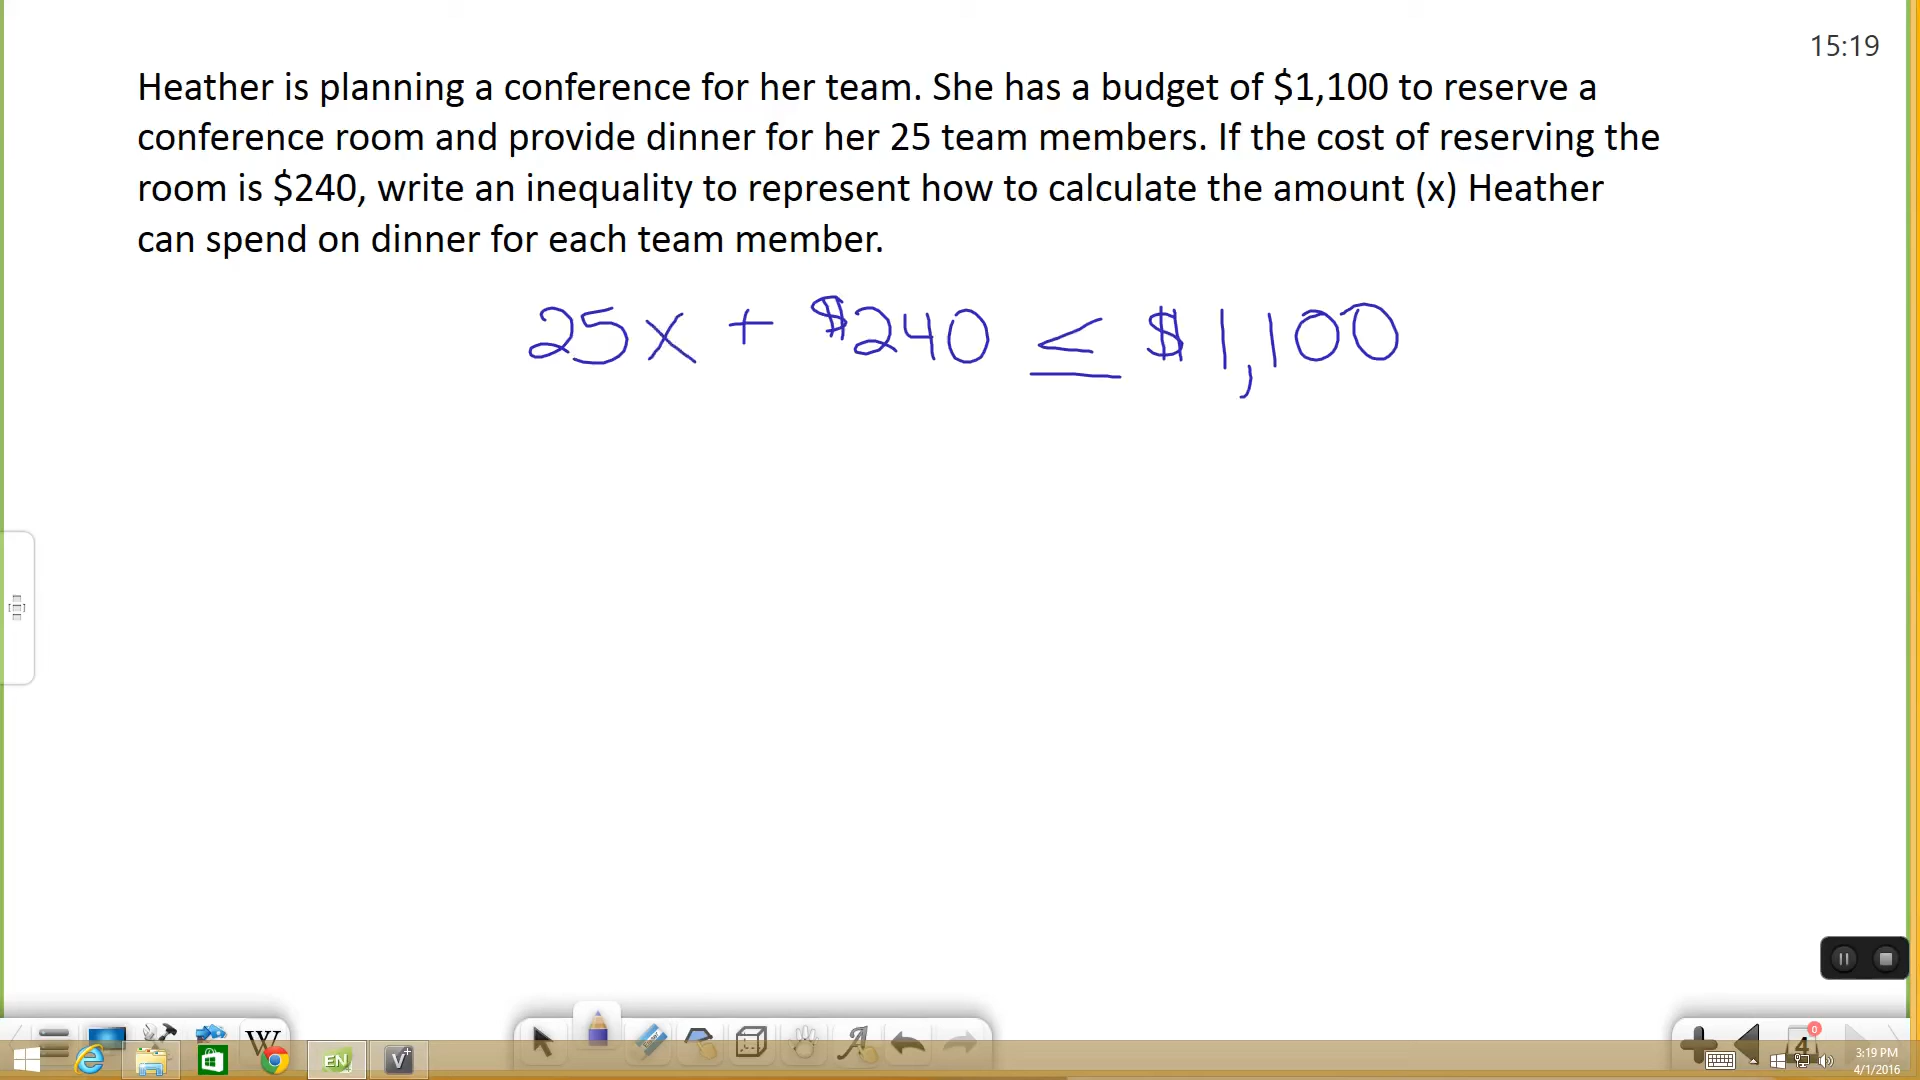 15:19
Heather is planning a conference for her team. She has a budget of $1,100 to reserve a
conference room and provide dinner for her 25 team members. If the cost of reserving the
room is $240, write an inequality to represent how to calculate the amount (x) Heather
can spend on dinner for each team member.
25x + $240 ≤ $1,100
W
A
0
4
EN
V+
3:19 PM
4/1/2016